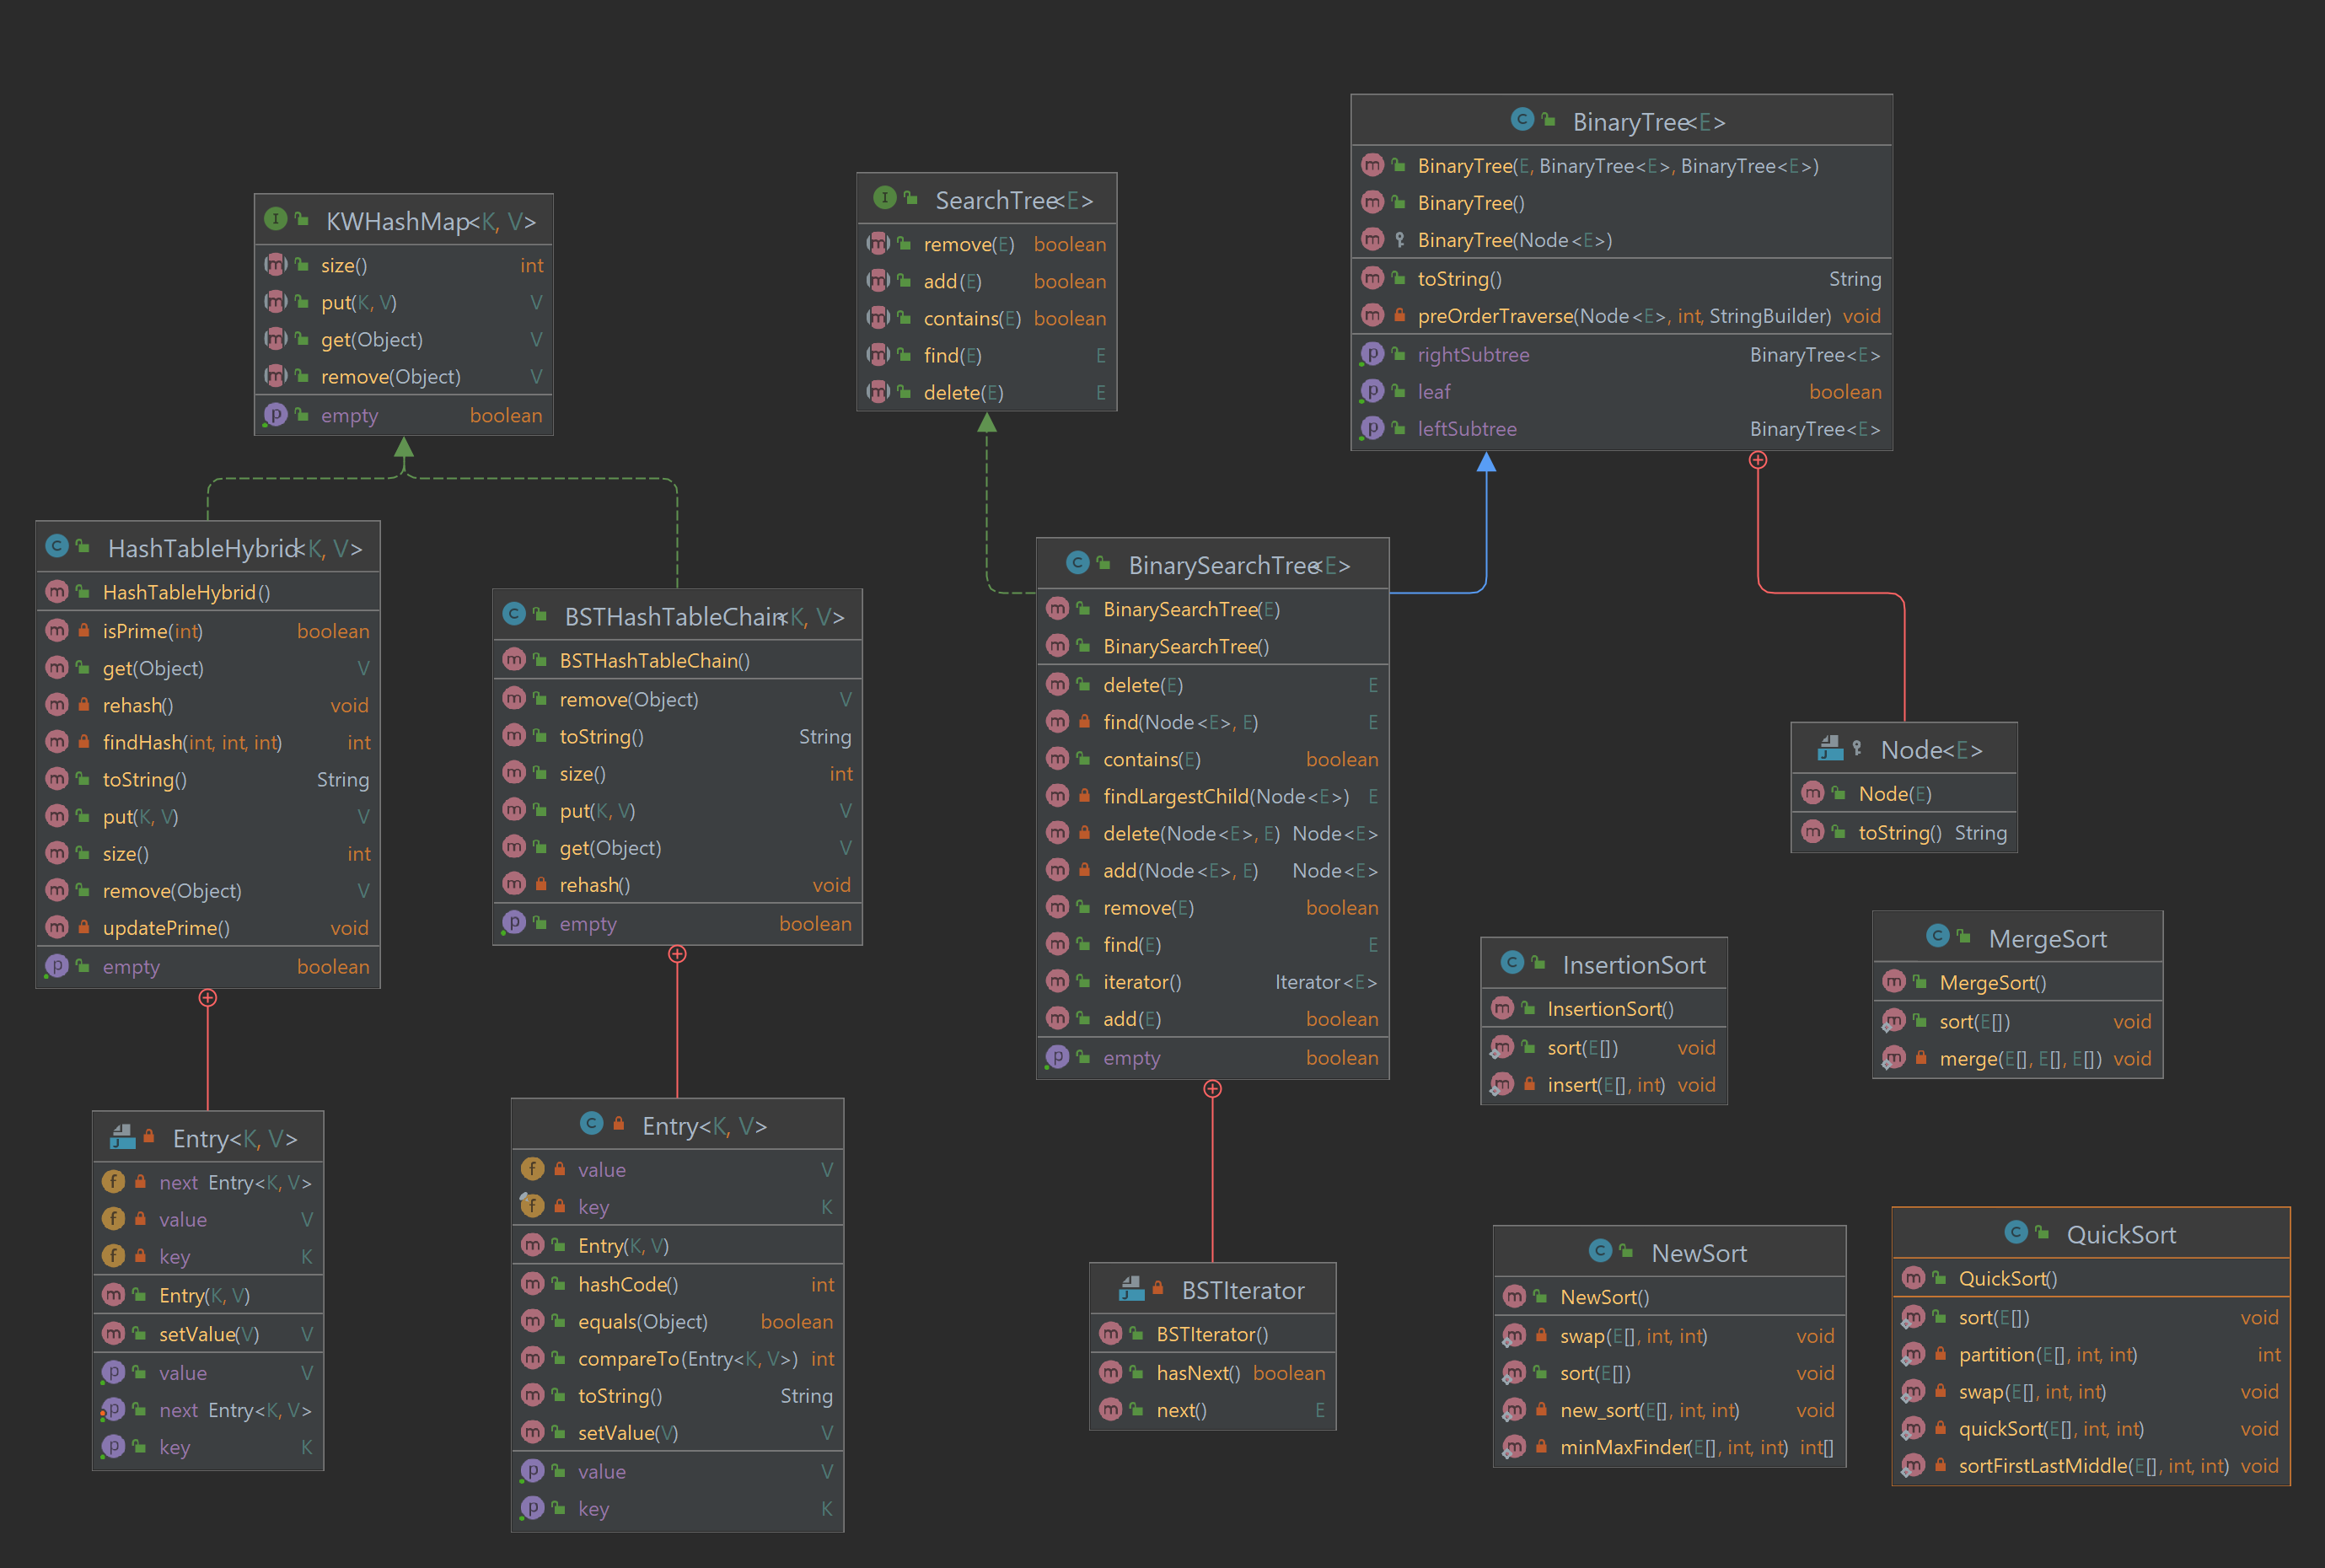 KWHashMap<K, V>
size() int
put(K, V) V
get(Object) V
remove(Object) V
empty boolean
SearchTree<E>
remove(E) boolean
add(E) boolean
contains(E) boolean
find(E) E
delete(E) E
BinaryTree<E>
BinaryTree(E, BinaryTree<E>, BinaryTree<E>)
BinaryTree()
BinaryTree(Node<E>)
toString() String
preOrderTraverse(Node<E>, int, StringBuilder) void
rightSubtree BinaryTree<E>
leaf boolean
leftSubtree BinaryTree<E>
HashTableHybrid<K, V>
HashTableHybrid()
isPrime(int) boolean
get(Object) V
rehash() void
findHash(int, int, int) int
toString() String
put(K, V) V
size() int
remove(Object) V
updatePrime() void
empty boolean
BSTHashTableChain<K, V>
BSTHashTableChain()
remove(Object) V
toString() String
size() int
put(K, V) V
get(Object) V
rehash() void
empty boolean
BinarySearchTree<E>
BinarySearchTree(E)
BinarySearchTree()
delete(E) E
find(Node<E>, E) E
contains(E) boolean
findLargestChild(Node<E>) E
delete(Node<E>, E) Node<E>
add(Node<E>, E) Node<E>
remove(E) boolean
find(E) E
iterator() Iterator<E>
add(E) boolean
empty boolean
Node<E>
Node(E)
toString() String
InsertionSort
InsertionSort()
sort(E[]) void
insert(E[], int) void
MergeSort
MergeSort()
sort(E[]) void
merge(E[], E[], E[]) void
Entry<K, V>
next Entry<K, V>
value V
key K
Entry(K, V)
setValue(V) V
value V
next Entry<K, V>
key K
Entry<K, V>
value V
key K
Entry(K, V)
hashCode() int
equals(Object) boolean
compareTo(Entry<K, V>) int
toString() String
setValue(V) V
value V
key K
BSTIterator
BSTIterator()
hasNext() boolean
next() E
NewSort
NewSort()
swap(E[], int, int) void
sort(E[]) void
new_sort(E[], int, int) void
minMaxFinder(E[], int, int) int[]
QuickSort
QuickSort()
sort(E[]) void
partition(E[], int, int) int
swap(E[], int, int) void
quickSort(E[], int, int) void
sortFirstLastMiddle(E[], int, int) void